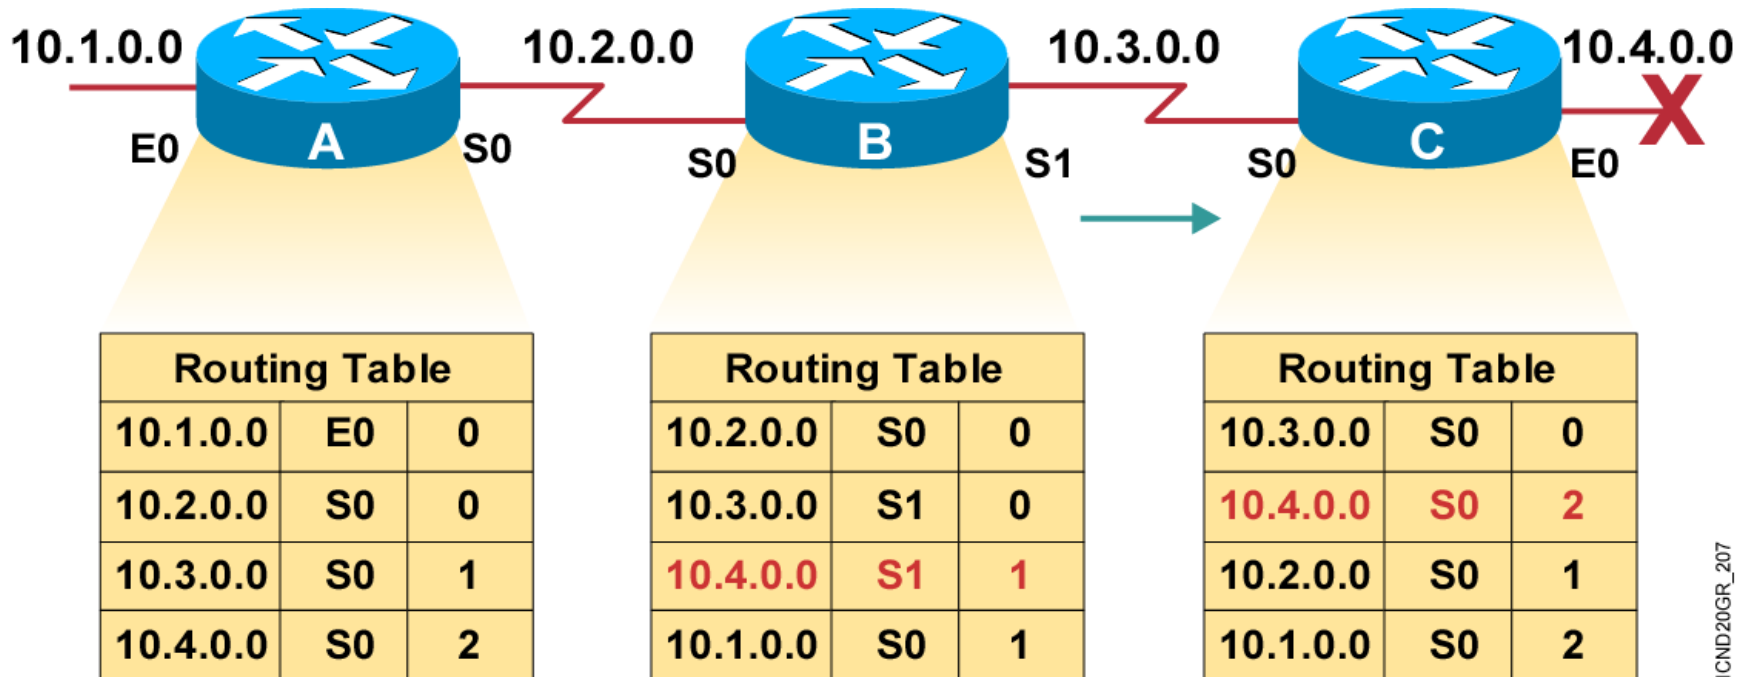 10.1.0.0 10.2.0.0 10.3.0.0 10.4.0.0
A B C
E0 S0 S0 S1 S0 E0
X
Routing Table
10.1.0.0 E0 0
10.2.0.0 S0 0
10.3.0.0 S0 1
10.4.0.0 S0 2
Routing Table
10.2.0.0 S0 0
10.3.0.0 S1 0
10.4.0.0 S1 1
10.1.0.0 S0 1
Routing Table
10.3.0.0 S0 0
10.4.0.0 S0 2
10.2.0.0 S0 1
10.1.0.0 S0 2
ICND20GR_207